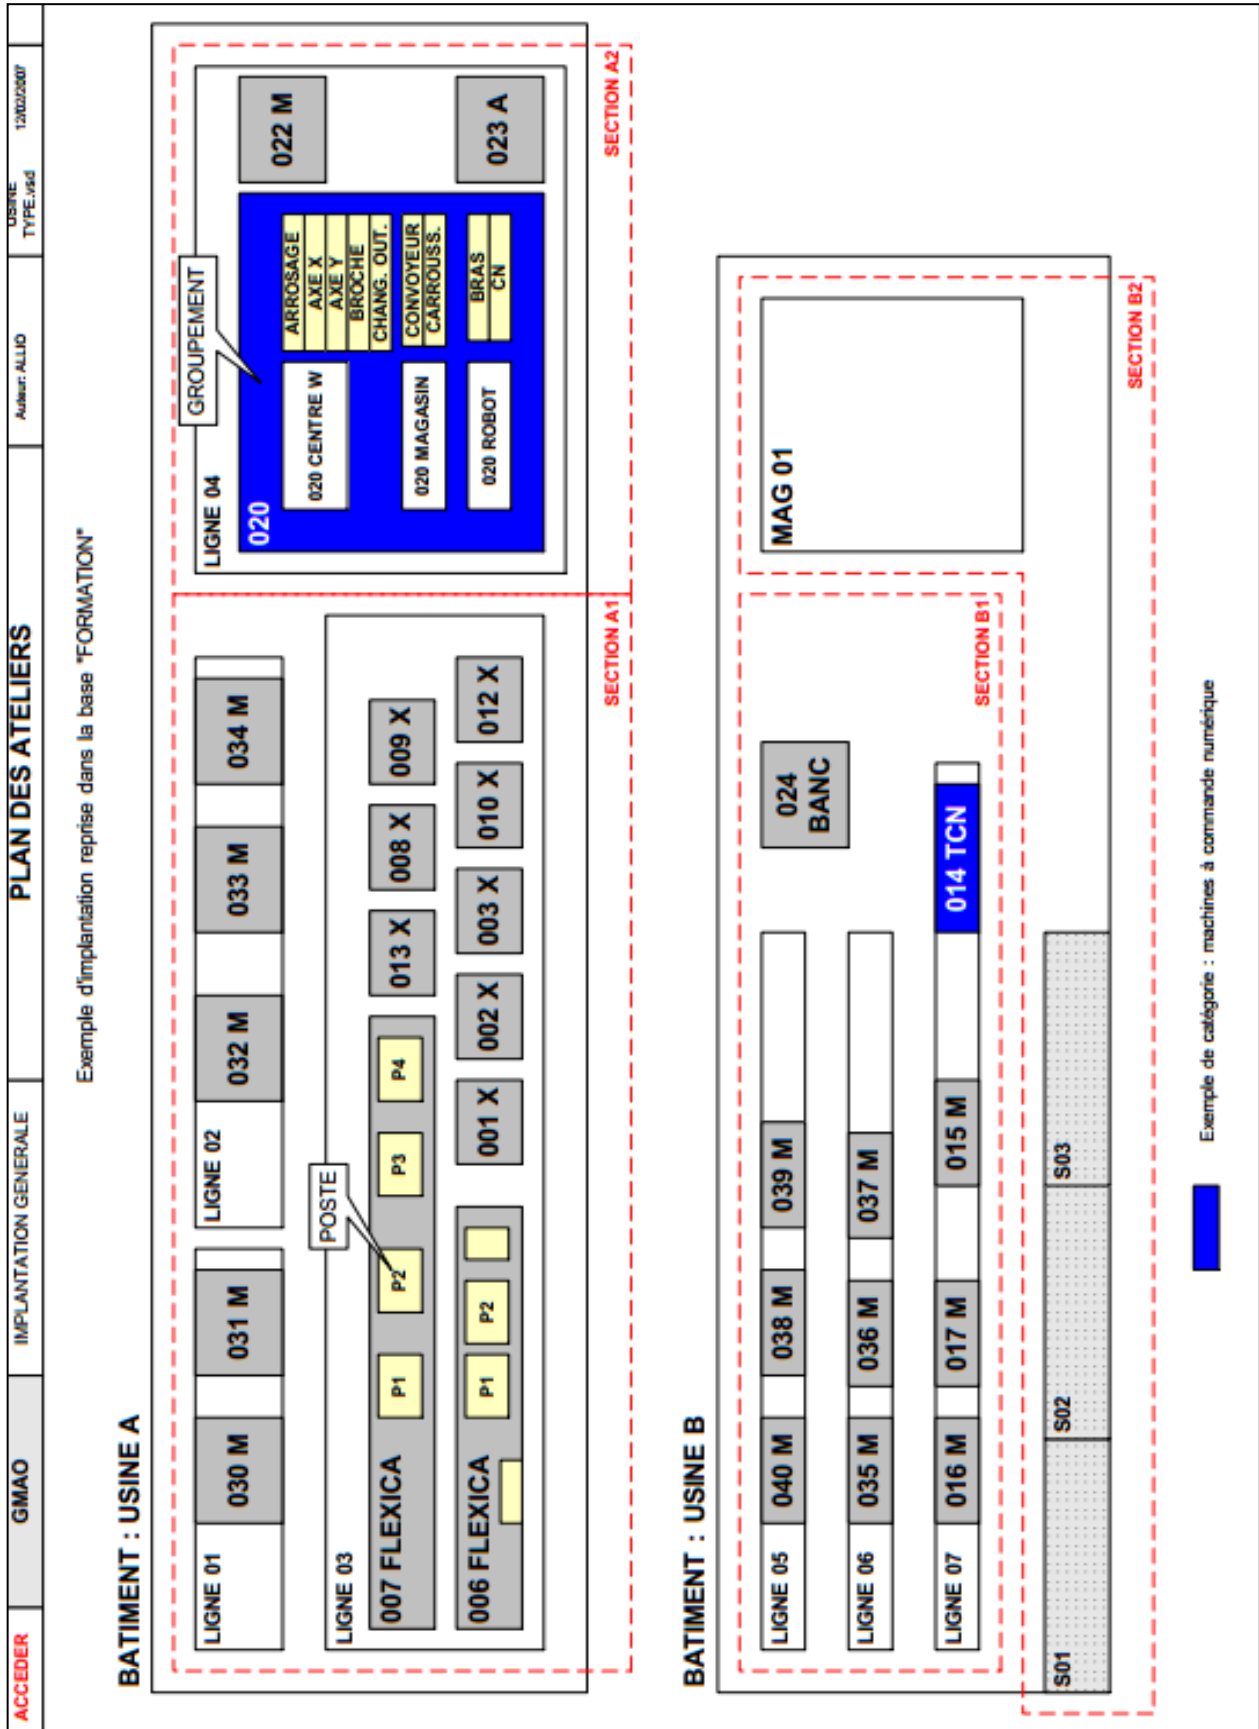 ACCEDER
GMAO
IMPLANTATION GENERALE
PLAN DES ATELIERS
Auteur: ALLIO
USINE
TYPE.vsd
12/02/2007
Exemple d'implantation reprise dans la base "FORMATION"
BATIMENT : USINE A
LIGNE 01
030 M
031 M
LIGNE 02
032 M
033 M
034 M
LIGNE 03
POSTE
007 FLEXICA
P1
P2
P3
P4
013 X
008 X
009 X
006 FLEXICA
P1
P2
001 X
002 X
003 X
010 X
012 X
SECTION A1
GROUPEMENT
LIGNE 04
020
022 M
020 CENTRE W
ARROSAGE
AXE X
AXE Y
BROCHE
CHANG. OUT.
020 MAGASIN
CONVOYEUR
CARROUSS.
020 ROBOT
BRAS
CN
023 A
SECTION A2
BATIMENT : USINE B
LIGNE 05
040 M
038 M
039 M
024
BANC
LIGNE 06
035 M
036 M
037 M
LIGNE 07
016 M
017 M
015 M
014 TCN
SECTION B1
MAG 01
S01
S02
S03
SECTION B2
Exemple de catégorie : machines à commande numérique